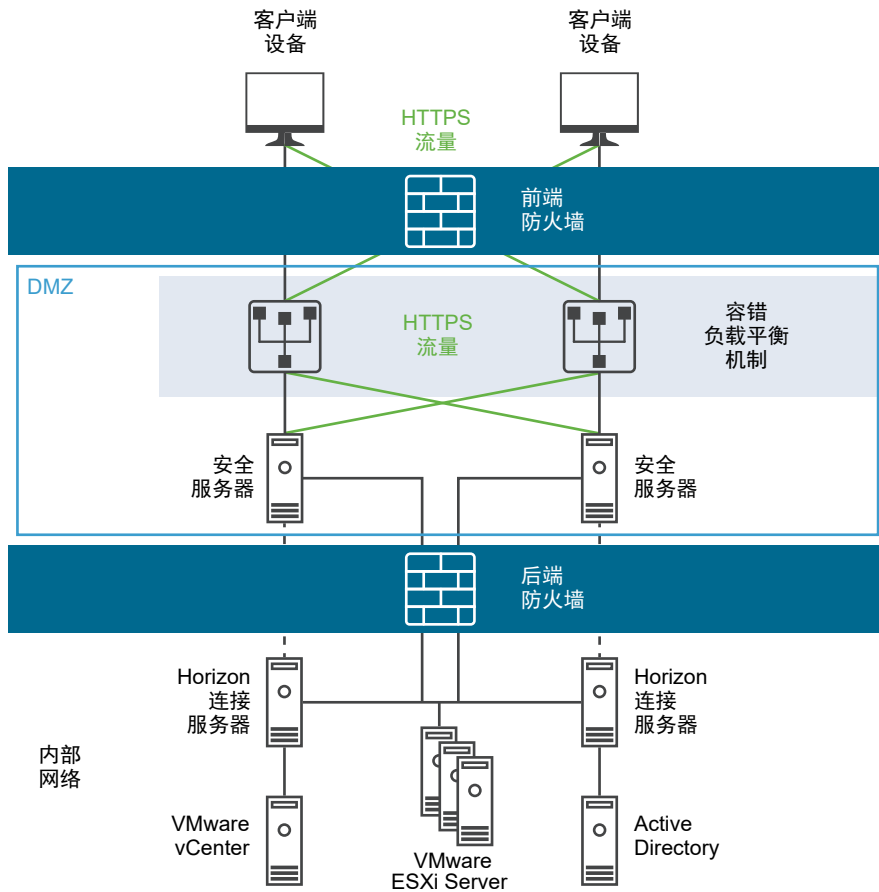 客户端
设备
客户端
设备
HTTPS
流量
前端
防火墙
DMZ
HTTPS
流量
容错
负载平衡
机制
安全
服务器
安全
服务器
后端
防火墙
Horizon
连接
服务器
Horizon
连接
服务器
内部
网络
VMware
vCenter
VMware
ESXi Server
Active
Directory